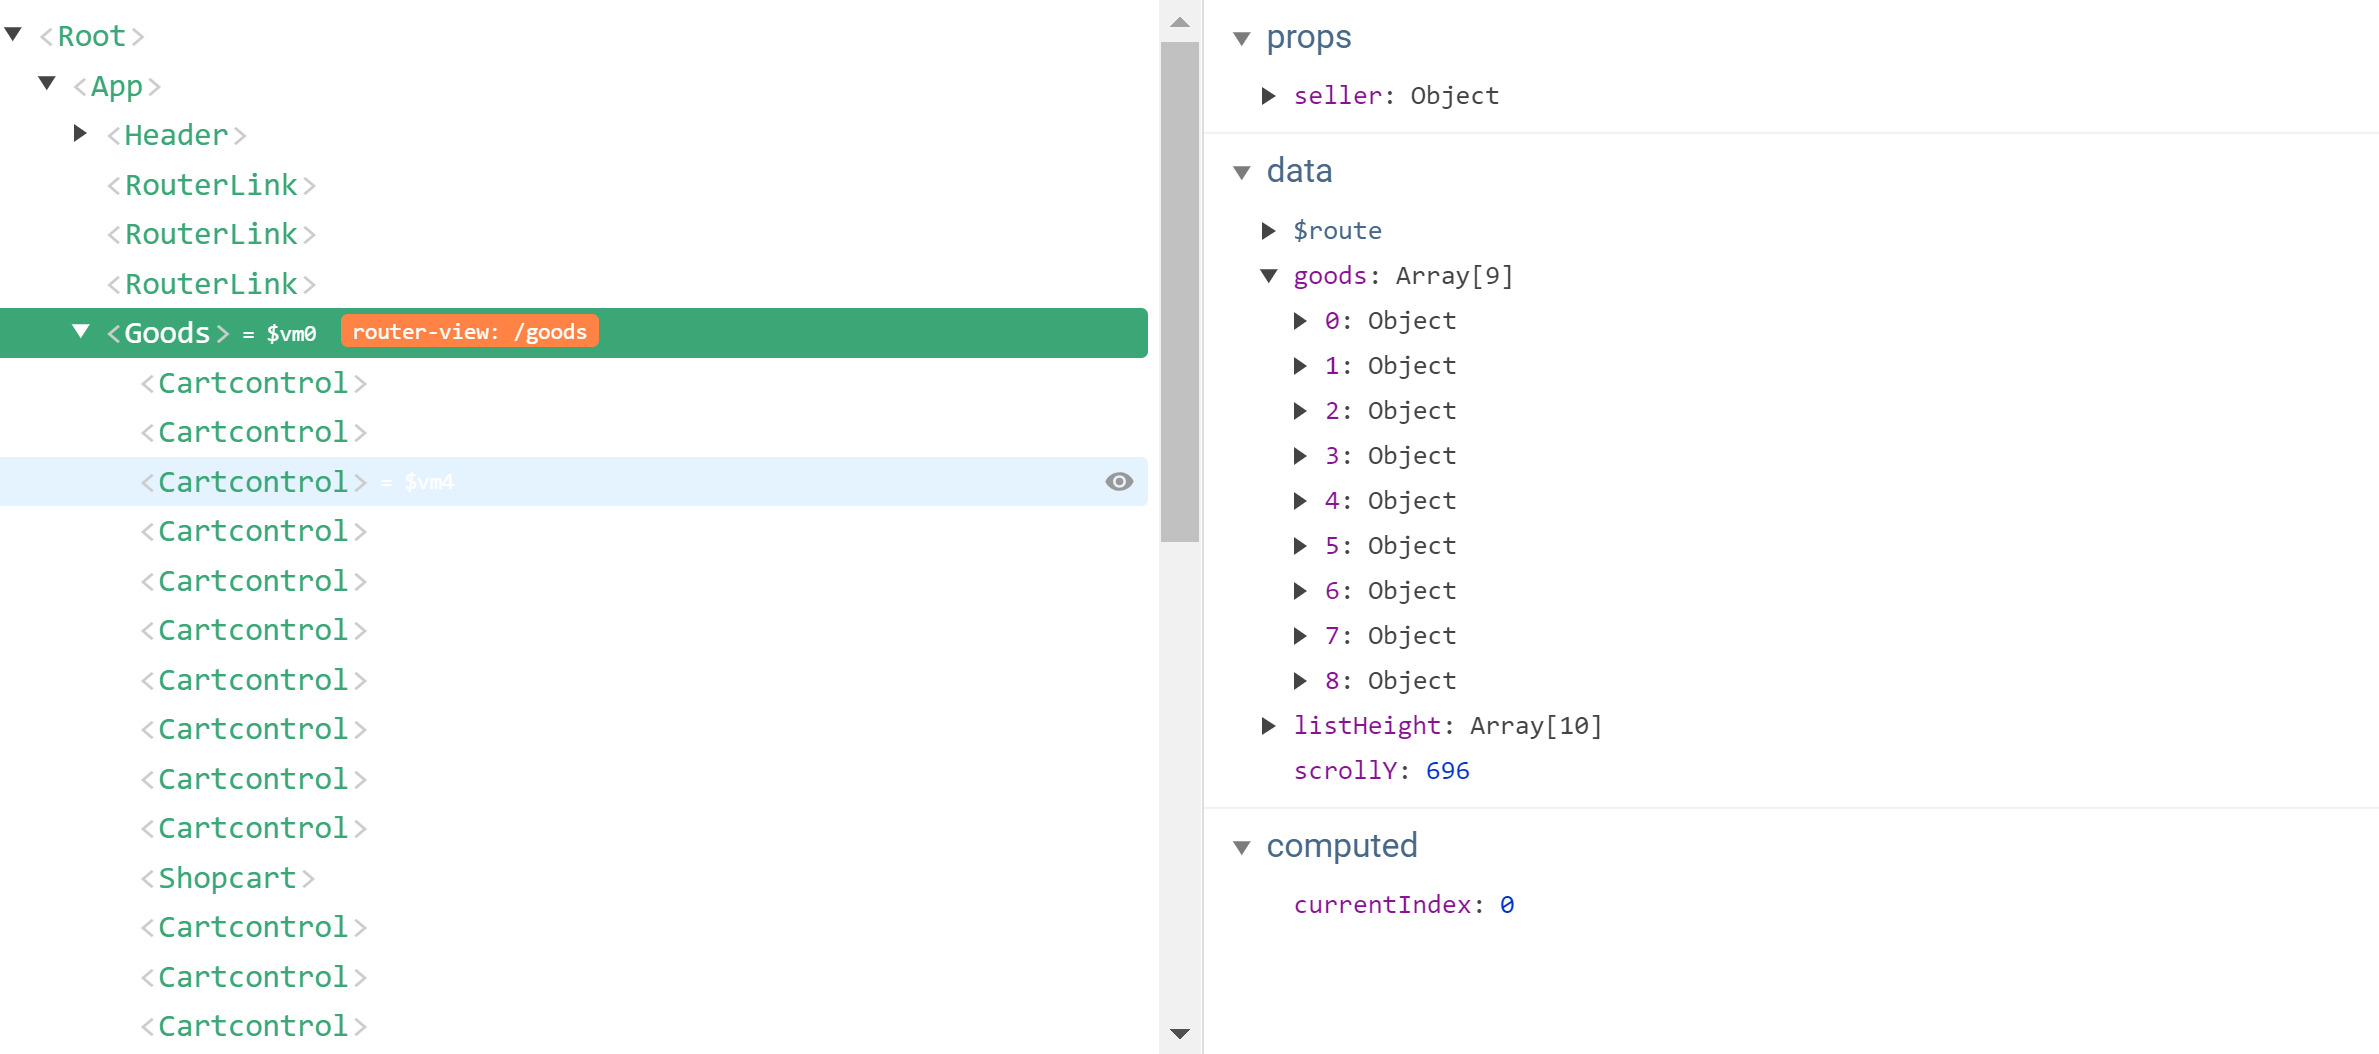 <Root>
<App>
<Header>
<RouterLink>
<RouterLink>
<RouterLink>
<Goods> = $vm0 router-view: /goods
<Cartcontrol>
<Cartcontrol>
<Cartcontrol> = $vm4
<Cartcontrol>
<Cartcontrol>
<Cartcontrol>
<Cartcontrol>
<Cartcontrol>
<Cartcontrol>
<Cartcontrol>
<Shopcart>
<Cartcontrol>
<Cartcontrol>
<Cartcontrol>
props
seller: Object
data
$route
goods: Array[9]
0: Object
1: Object
2: Object
3: Object
4: Object
5: Object
6: Object
7: Object
8: Object
listHeight: Array[10]
scrollY: 696
computed
currentIndex: 0